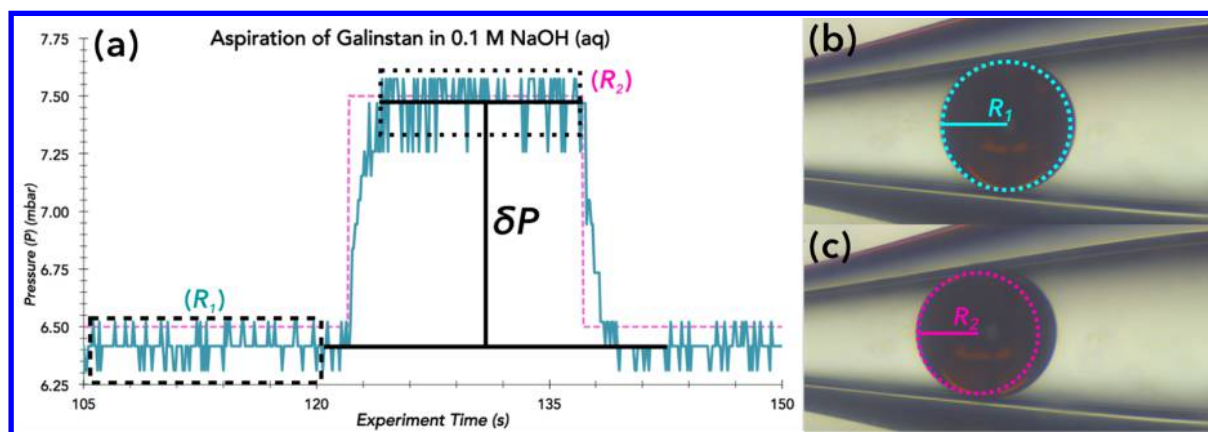 (a)
Aspiration of Galinstan in 0.1 M NaOH (aq)
7.75
7.50
7.25
7.00
6.75
6.50
6.25
Pressure (P) (mbar)
(R₁)
(R₂)
δP
105
120
135
150
Experiment Time (s)
(b)
R₁
(c)
R₂